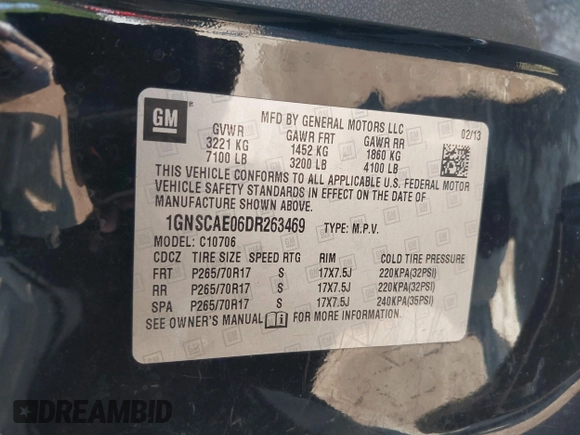 GM
MFD BY GENERAL MOTORS LLC
02/13
GVWR GAWR FRT GAWR RR
3221 KG 1452 KG 1860 KG
7100 LB 3200 LB 4100 LB
THIS VEHICLE CONFORMS TO ALL APPLICABLE U.S. FEDERAL MOTOR
VEHICLE SAFETY STANDARDS IN EFFECT ON THE DATE OF
MANUFACTURE SHOWN ABOVE.
1GNSCAE06DR263469 TYPE: M.P.V.
MODEL: C10706
CDCZ TIRE SIZE SPEED RTG RIM COLD TIRE PRESSURE
FRT P265/70R17 S 17X7.5J 220KPA(32PSI)
RR P265/70R17 S 17X7.5J 220KPA(32PSI)
SPA P265/70R17 S 17X7.5J 240KPA(35PSI)
SEE OWNER'S MANUAL FOR MORE INFORMATION.
DREAMBID